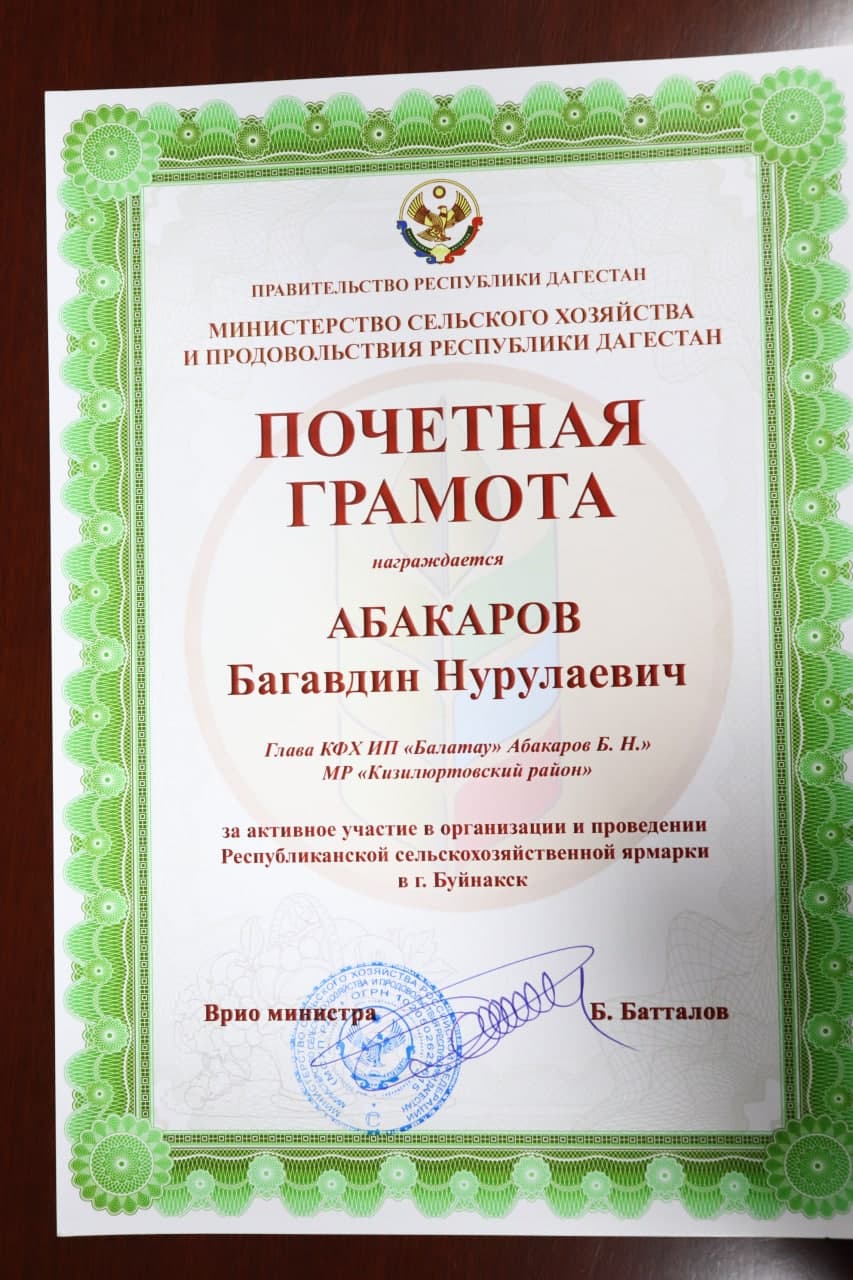 ПРАВИТЕЛЬСТВО РЕСПУБЛИКИ ДАГЕСТАН
МИНИСТЕРСТВО СЕЛЬСКОГО ХОЗЯЙСТВА
И ПРОДОВОЛЬСТВИЯ РЕСПУБЛИКИ ДАГЕСТАН
ПОЧЕТНАЯ
ГРАМОТА
награждается
АБАКАРОВ
Багавдин Нурулаевич
Глава КФХ ИП «Балатау» Абакаров Б. Н.»
МР «Кизилюртовский район»
за активное участие в организации и проведении
Республиканской сельскохозяйственной ярмарки
в г. Буйнакск
Врио министра
Б. Батталов